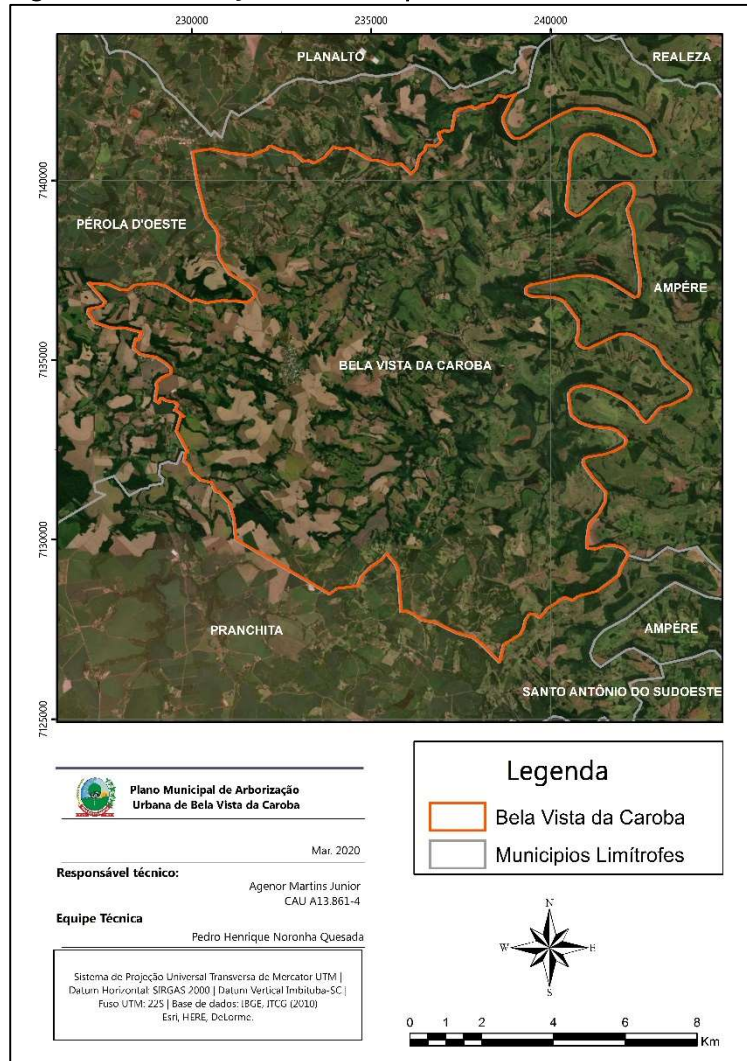 230000 235000 240000
PLANALTO REALEZA
7140000
PÉROLA D'OESTE
AMPÉRE
7135000
BELA VISTA DA CAROBA
7130000
PRANCHITA
AMPÉRE
SANTO ANTÔNIO DO SUDOESTE
7125000
Plano Municipal de Arborização
Urbana de Bela Vista da Caroba
Mar. 2020
Responsável técnico:
Agenor Martins Junior
CAU A13.861-4
Equipe Técnica
Pedro Henrique Noronha Quesada
Sistema de Projeção Universal Transversa de Mercator UTM |
Datum Horizontal: SIRGAS 2000 | Datum Vertical Imbituba-SC |
Fuso UTM: 22S | Base de dados: IBGE, ITCG (2010)
Esri, HERE, DeLorme.
Legenda
Bela Vista da Caroba
Municipios Limítrofes
N
W E
S
0 1 2 4 6 8
Km